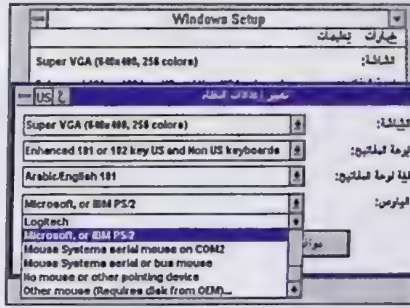 Windows Setup
خيارات تعليمات
Super VGA (640x480, 256 colors)
الشاشة:
US ع
تغيير إعدادات النظام
Super VGA (640x480, 256 colors)
الشاشة:
Enhanced 101 or 102 key US and Non US keyboards
لوحة المفاتيح:
Arabic/English 101
لغة لوحة المفاتيح:
Microsoft, or IBM PS/2
الماوس:
Logitech
Microsoft, or IBM PS/2
Mouse Systems serial mouse on COM2
Mouse Systems serial or bus mouse
No mouse or other pointing device
Other mouse (Requires disk from OEM)...